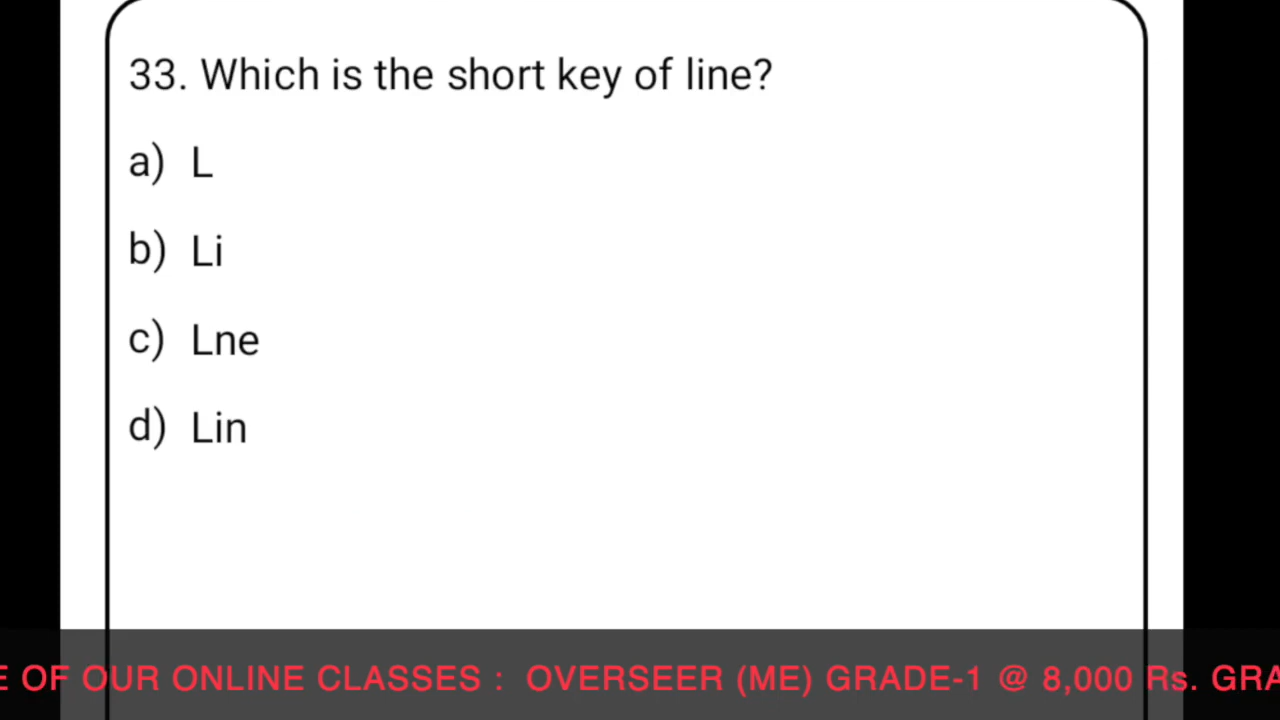 33. Which is the short key of line?
a) L
b) Li
c) Lne
d) Lin
OF OUR ONLINE CLASSES : OVERSEER (ME) GRADE-1 @ 8,000 Rs.